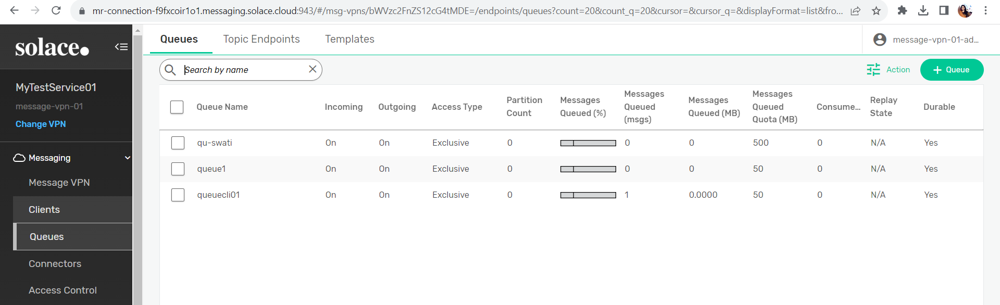 mr-connection-f9fxcoir1o1.messaging.solace.cloud:943/#/msg-vpns/bWVzc2FnZS12cG4tMDE=/endpoints/queues?count=20&count_q=20&cursor=&cursor_q=&displayFormat=list&fro...
solace.
Queues Topic Endpoints Templates
message-vpn-01-ad...
Search by name
Action
+ Queue
MyTestService01
message-vpn-01
Change VPN
Messaging
Message VPN
Clients
Queues
Connectors
Access Control
Queue Name Incoming Outgoing Access Type Partition Count Messages Queued (%) Messages Queued (msgs) Messages Queued (MB) Messages Queued Quota (MB) Consume... Replay State Durable
qu-swati On On Exclusive 0 0 0 500 0 N/A Yes
queue1 On On Exclusive 0 0 0 50 0 N/A Yes
queuecli01 On On Exclusive 0 1 0.0000 50 0 N/A Yes